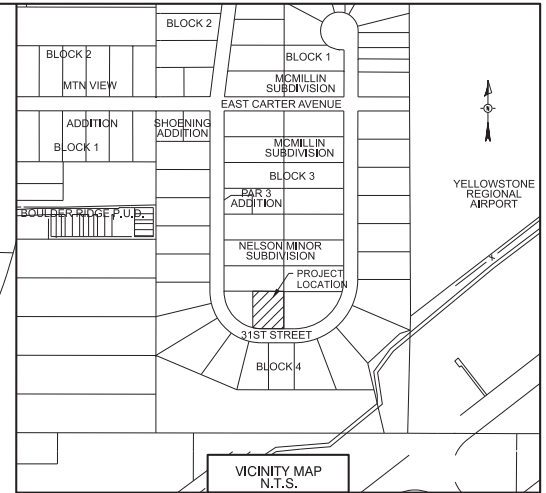 BLOCK 2
BLOCK 2
BLOCK 1
MTN VIEW
MCMILLIN
SUBDIVISION
EAST CARTER AVENUE
ADDITION
BLOCK 1
SHOENING
ADDITION
MCMILLIN
SUBDIVISION
BLOCK 3
PAR 3
ADDITION
N
YELLOWSTONE
REGIONAL
AIRPORT
BOULDER RIDGE P.U.D.
NELSON MINOR
SUBDIVISION
PROJECT
LOCATION
X
31ST STREET
BLOCK 4
VICINITY MAP
N.T.S.